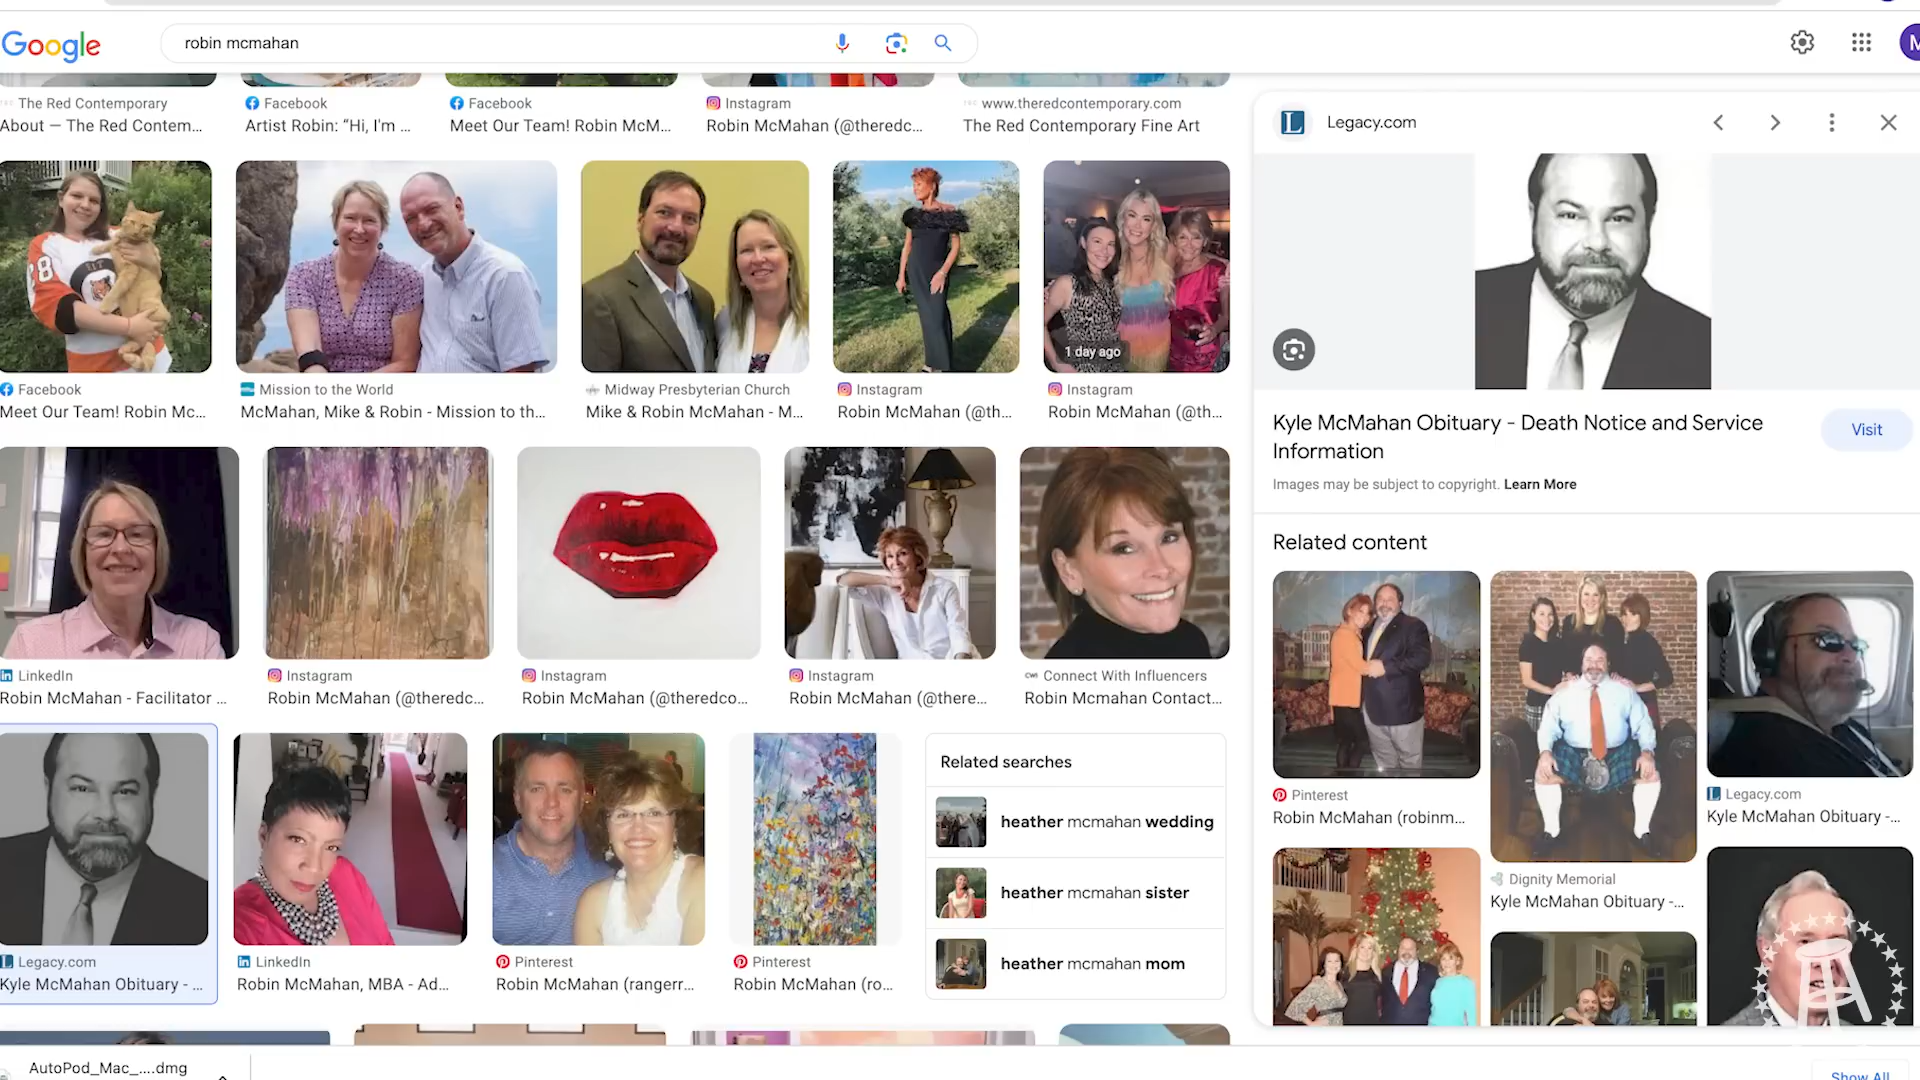 Google
robin mcmahan
M
The Red Contemporary
About — The Red Contem...
Facebook
Artist Robin: “Hi, I'm ...
Facebook
Meet Our Team! Robin McM...
Instagram
Robin McMahan (@theredc...
www.theredcontemporary.com
The Red Contemporary Fine Art
8
Facebook
Meet Our Team! Robin Mc...
Mission to the World
McMahan, Mike & Robin - Mission to th...
Midway Presbyterian Church
Mike & Robin McMahan - M...
Instagram
Robin McMahan (@th...
1 day ago
Instagram
Robin McMahan (@th...
LinkedIn
Robin McMahan - Facilitator ...
Instagram
Robin McMahan (@theredc...
Instagram
Robin McMahan (@theredco...
Instagram
Robin McMahan (@there...
CWI Connect With Influencers
Robin Mcmahan Contact...
Legacy.com
Kyle McMahan Obituary - ...
LinkedIn
Robin McMahan, MBA - Ad...
Pinterest
Robin McMahan (rangerr...
Pinterest
Robin McMahan (ro...
Related searches
heather mcmahan wedding
heather mcmahan sister
heather mcmahan mom
L
Legacy.com
Kyle McMahan Obituary - Death Notice and Service
Information
Visit
Images may be subject to copyright. Learn More
Related content
Pinterest
Robin McMahan (robinm...
Dignity Memorial
Kyle McMahan Obituary -...
Legacy.com
Kyle McMahan Obituary -...
AutoPod_Mac_....dmg
Show All